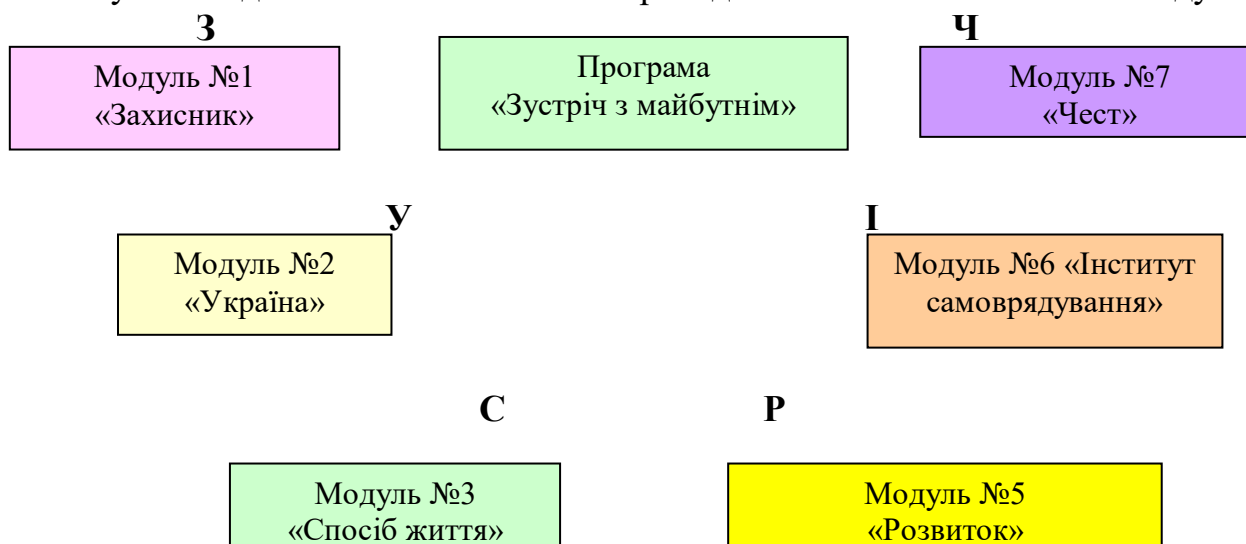 З
Ч
Модуль №1
«Захисник»
Програма
«Зустріч з майбутнім»
Модуль №7
«Чест»
У
І
Модуль №2
«Україна»
Модуль №6 «Інститут
самоврядування»
С
Р
Модуль №3
«Спосіб життя»
Модуль №5
«Розвиток»